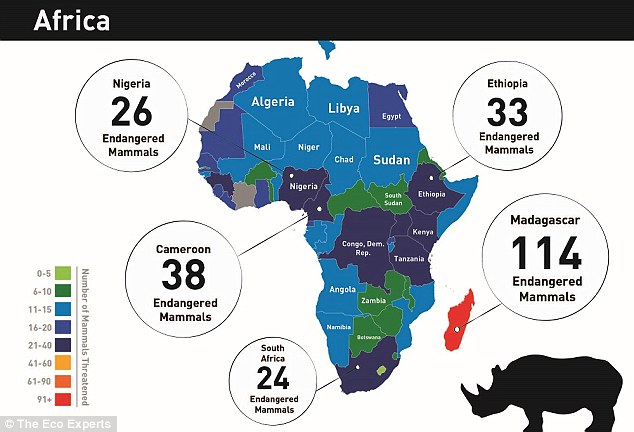 Africa
Nigeria
26
Endangered
Mammals
Ethiopia
33
Endangered
Mammals
Cameroon
38
Endangered
Mammals
Madagascar
114
Endangered
Mammals
South
Africa
24
Endangered
Mammals
Morocco
Algeria
Libya
Egypt
Mali
Niger
Chad
Sudan
Nigeria
South
Sudan
Ethiopia
Congo, Dem.
Rep.
Kenya
Tanzania
Angola
Zambia
Namibia
Botswana
Number of Mammals Threatened
0-5
6-10
11-15
16-20
21-40
41-60
61-90
91+
© The Eco Experts